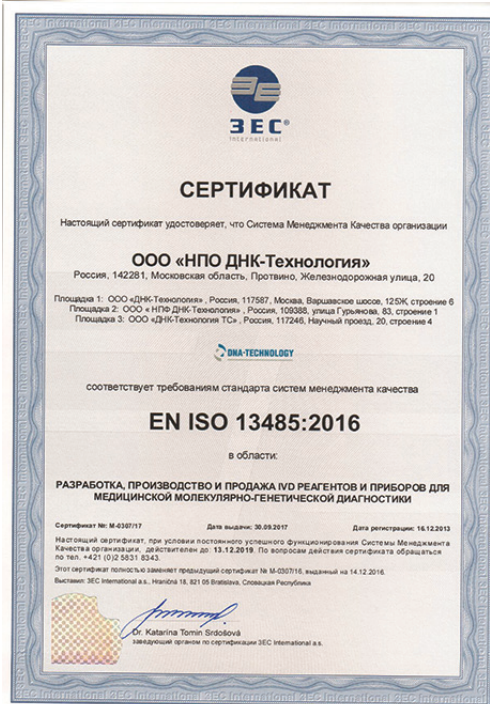 3EC®
International
СЕРТИФИКАТ
Настоящий сертификат удостоверяет, что Система Менеджмента Качества организации
ООО «НПО ДНК-Технология»
Россия, 142281, Московская область, Протвино, Железнодорожная улица, 20
Площадка 1: ООО «ДНК-Технология» , Россия, 117587, Москва, Варшавское шоссе, 125Ж, строение 6
Площадка 2: ООО « НПФ ДНК-Технология» , Россия, 109388, улица Гурьянова, 83, строение 1
Площадка 3: ООО «ДНК-Технология ТС» , Россия, 117246, Научный проезд, 20, строение 4
DNA-TECHNOLOGY
соответствует требованиям стандарта систем менеджмента качества
EN ISO 13485:2016
в области:
РАЗРАБОТКА, ПРОИЗВОДСТВО И ПРОДАЖА IVD РЕАГЕНТОВ И ПРИБОРОВ ДЛЯ
МЕДИЦИНСКОЙ МОЛЕКУЛЯРНО-ГЕНЕТИЧЕСКОЙ ДИАГНОСТИКИ
Сертификат №: M-0307/17 Дата выдачи: 30.09.2017 Дата регистрации: 16.12.2013
Настоящий сертификат, при условии постоянного успешного функционирования Системы Менеджмента
Качества организации, действителен до: 13.12.2019. По вопросам действия сертификата обращаться
по тел. +421 (0)2 5831 8343.
Этот сертификат полностью заменяет предыдущий сертификат № M-0307/16, выданный на 14.12.2016.
Выставил: 3EC International a.s., Hraničná 18, 821 05 Bratislava, Словацкая Республика
Dr. Katarína Tomin Srdošová
заведующий органом по сертификации 3EC International a.s.